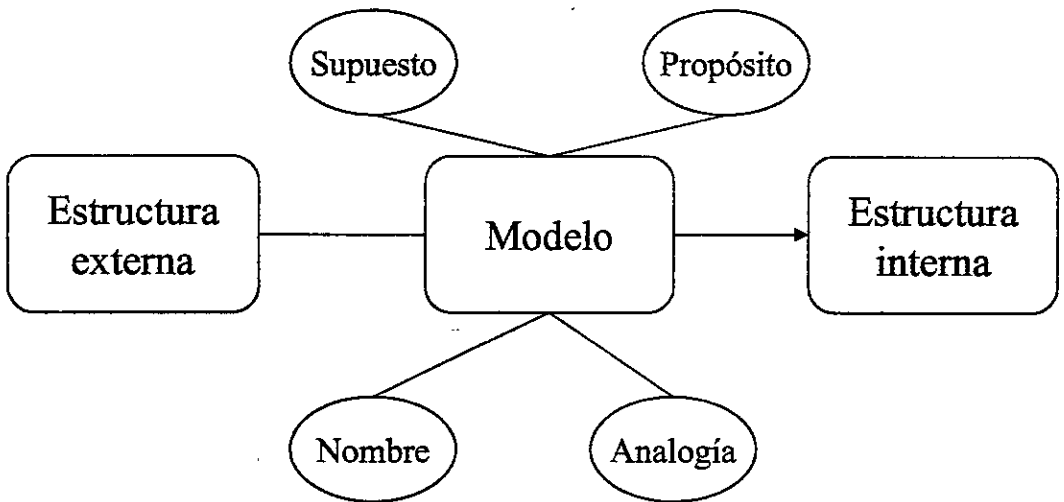 Supuesto
Propósito
Estructura
externa
Modelo
Estructura
interna
Nombre
Analogía